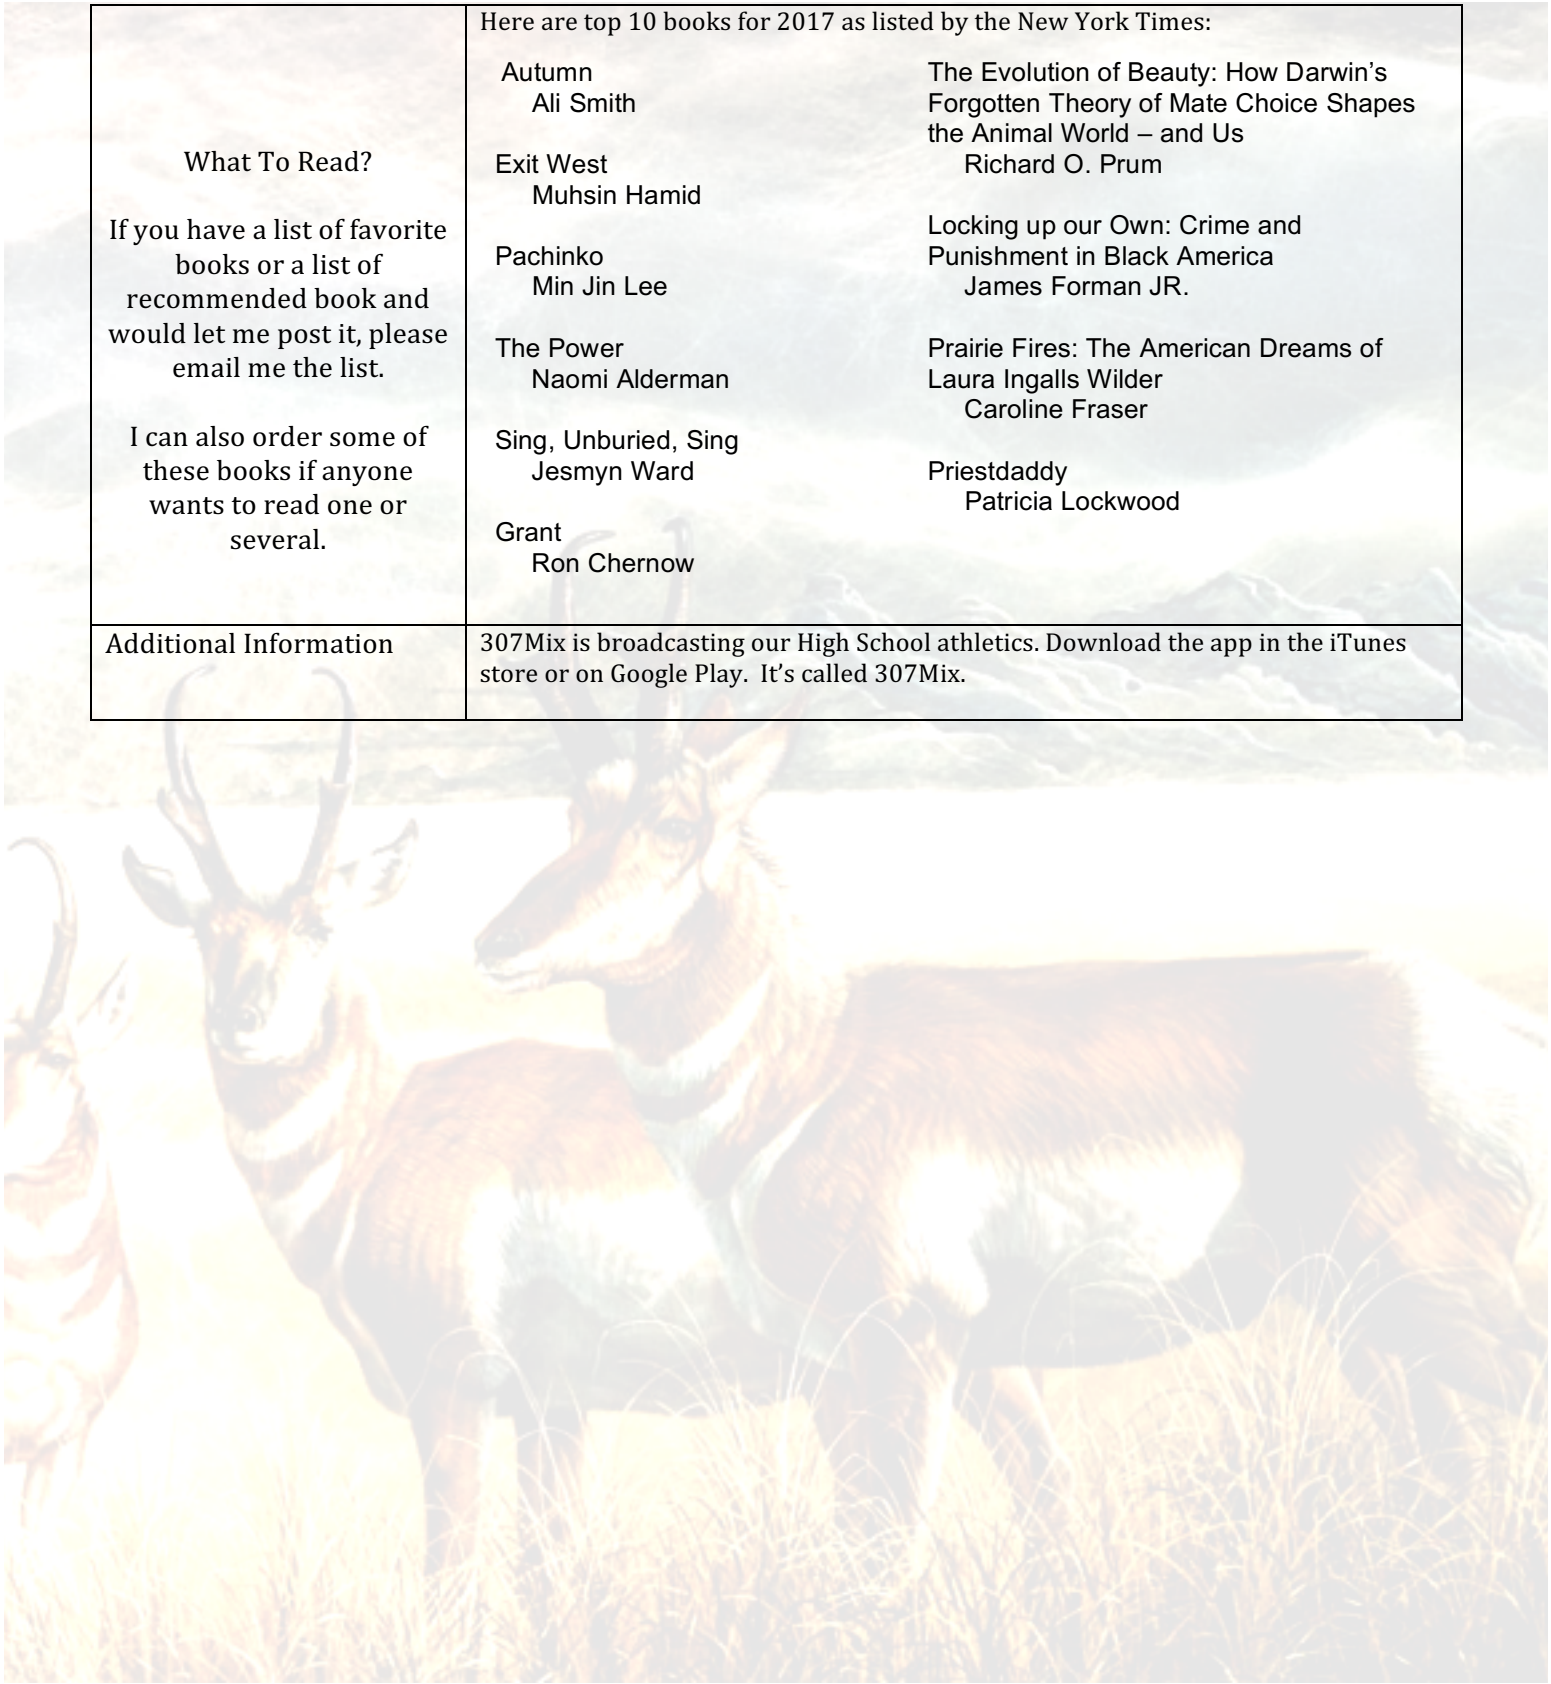 What To Read?
If you have a list of favorite
books or a list of
recommended book and
would let me post it, please
email me the list.
I can also order some of
these books if anyone
wants to read one or
several.
Here are top 10 books for 2017 as listed by the New York Times:
Autumn
Ali Smith
Exit West
Muhsin Hamid
Pachinko
Min Jin Lee
The Power
Naomi Alderman
Sing, Unburied, Sing
Jesmyn Ward
Grant
Ron Chernow
The Evolution of Beauty: How Darwin’s
Forgotten Theory of Mate Choice Shapes
the Animal World – and Us
Richard O. Prum
Locking up our Own: Crime and
Punishment in Black America
James Forman JR.
Prairie Fires: The American Dreams of
Laura Ingalls Wilder
Caroline Fraser
Priestdaddy
Patricia Lockwood
Additional Information
307Mix is broadcasting our High School athletics. Download the app in the iTunes
store or on Google Play.  It’s called 307Mix.